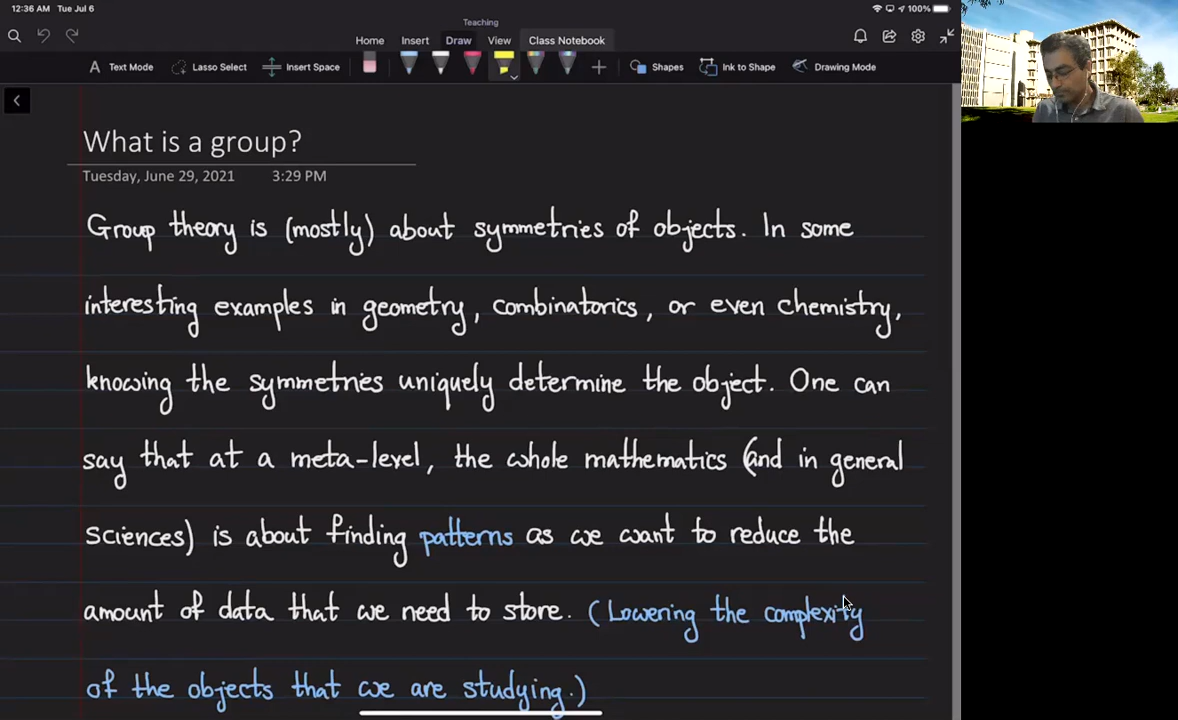 12:36 AM Tue Jul 6
100%
Teaching
Home Insert Draw View Class Notebook
Text Mode Lasso Select Insert Space Shapes Ink to Shape Drawing Mode
What is a group?
Tuesday, June 29, 2021 3:29 PM
Group theory is (mostly) about symmetries of objects. In some
interesting examples in geometry, combinatorics, or even chemistry,
knowing the symmetries uniquely determine the object. One can
say that at a meta-level, the whole mathematics (and in general
sciences) is about finding patterns as we want to reduce the
amount of data that we need to store. (Lowering the complexity
of the objects that we are studying.)